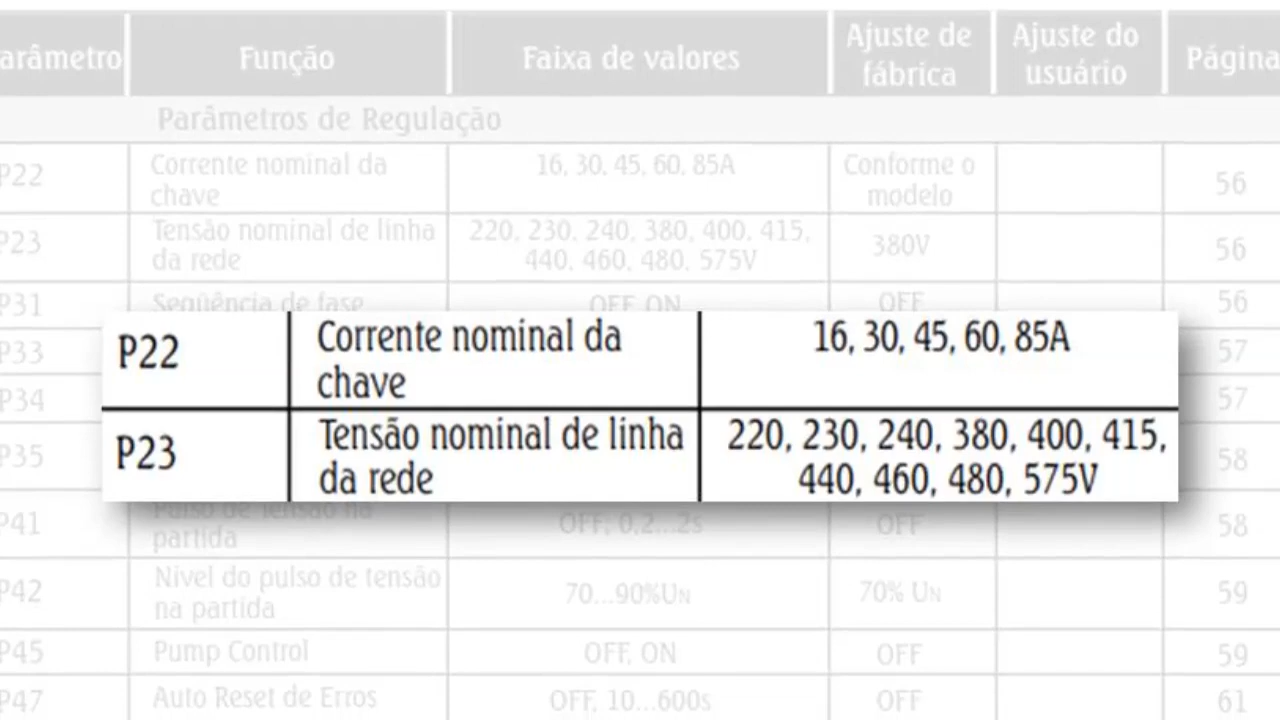 arâmetro
Função
Faixa de valores
Ajuste de
fábrica
Ajuste do
usuário
Página
Parâmetros de Regulação
P22
Corrente nominal da
chave
16, 30, 45, 60, 85A
Conforme o
modelo
56
P23
Tensão nominal de linha
da rede
220, 230, 240, 380, 400, 415,
440, 460, 480, 575V
380V
56
P31
Seqüência de fase
OFF, ON
OFF
56
P22
Corrente nominal da
chave
16, 30, 45, 60, 85A
P23
Tensão nominal de linha
da rede
220, 230, 240, 380, 400, 415,
440, 460, 480, 575V
P33
57
P34
57
P35
58
P41
Pulso de Tensão na
partida
OFF; 0,2...2s
OFF
58
P42
Nível do pulso de tensão
na partida
70...90%UN
70% UN
59
P45
Pump Control
OFF, ON
OFF
59
P47
Auto Reset de Erros
OFF, 10...600s
OFF
61